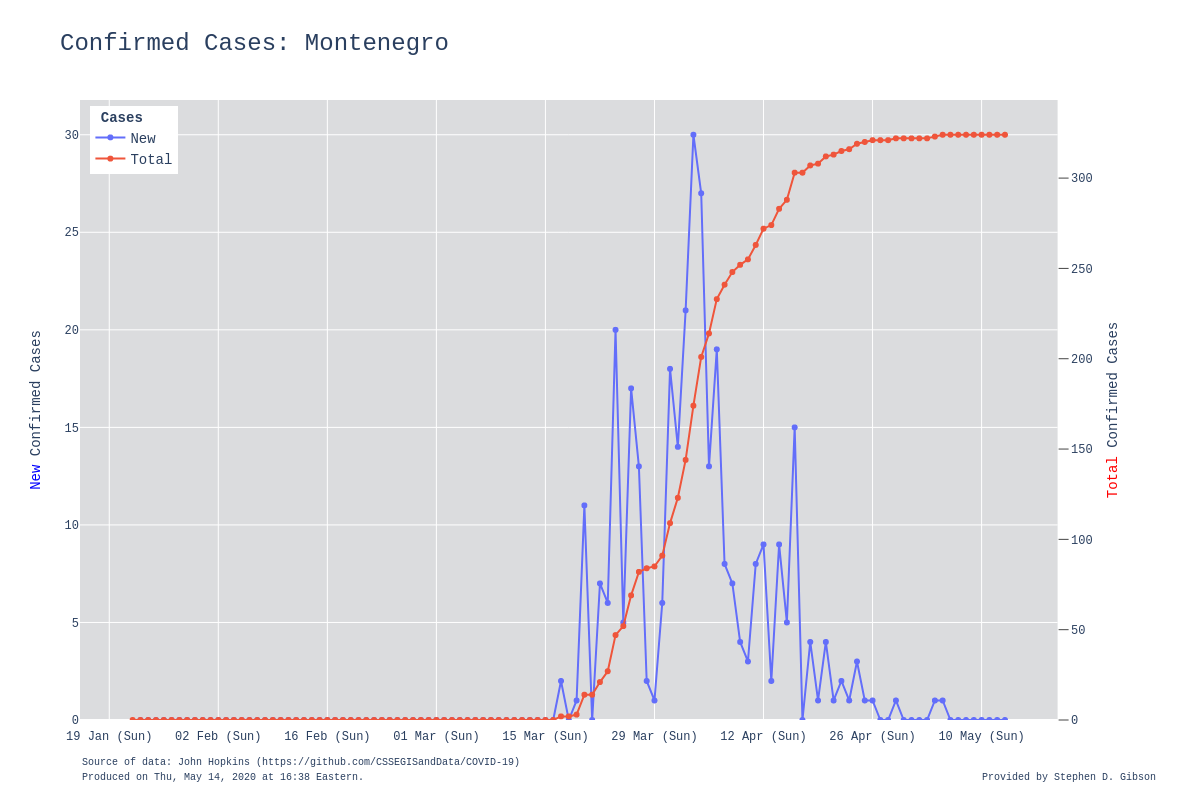 Confirmed Cases: Montenegro
Cases
New
Total
30
25
20
15
10
5
0
300
250
200
150
100
50
0
New Confirmed Cases
Total Confirmed Cases
19 Jan (Sun) 02 Feb (Sun) 16 Feb (Sun) 01 Mar (Sun) 15 Mar (Sun) 29 Mar (Sun) 12 Apr (Sun) 26 Apr (Sun) 10 May (Sun)
Source of data: John Hopkins (https://github.com/CSSEGISandData/COVID-19)
Produced on Thu, May 14, 2020 at 16:38 Eastern.
Provided by Stephen D. Gibson